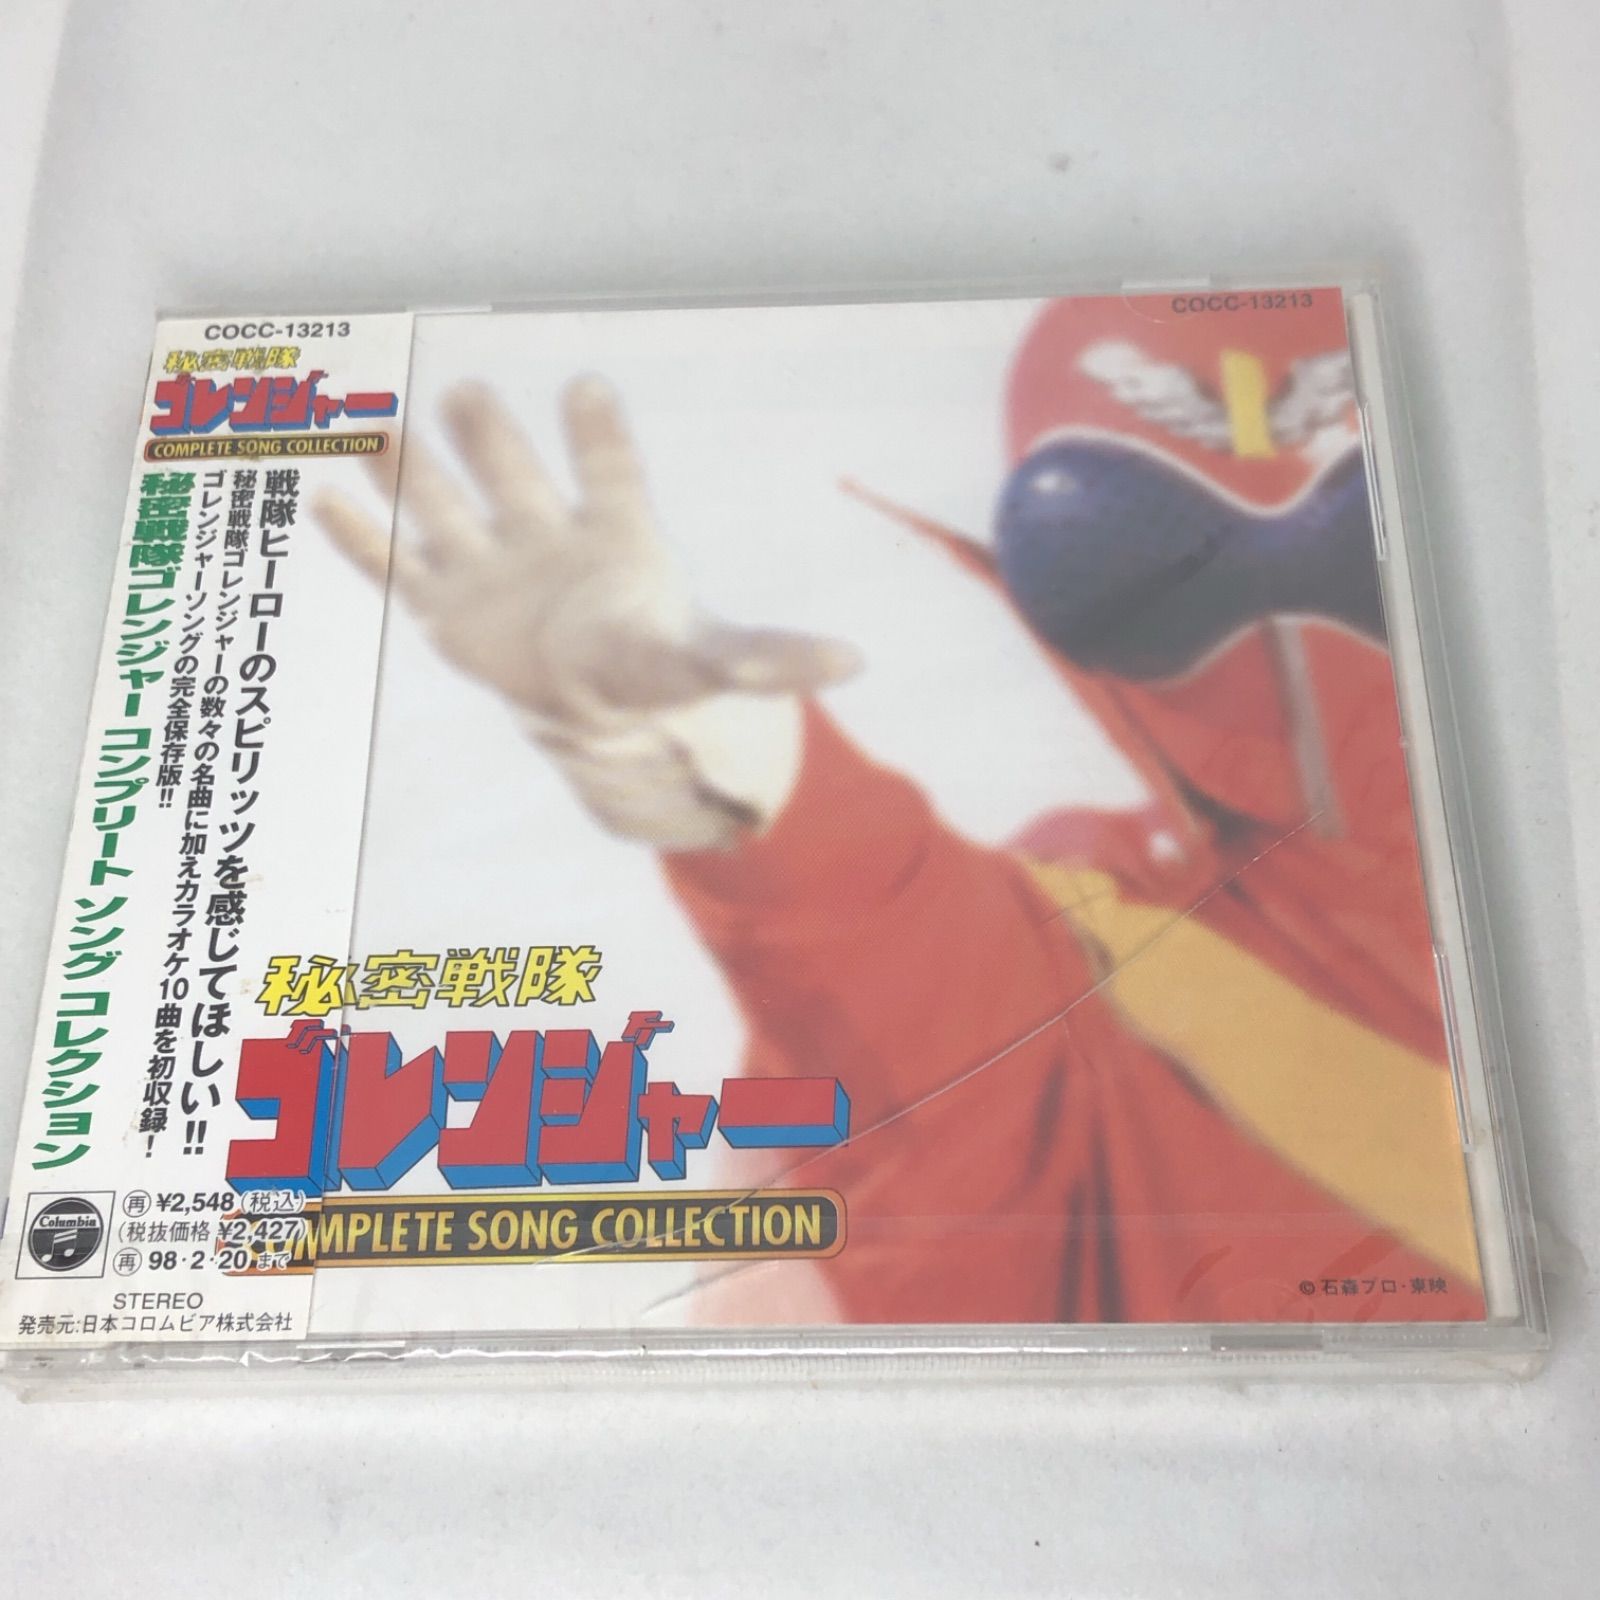 COCC-13213
秘密戦隊
ゴレンジャー
COMPLETE SONG COLLECTION
戦隊ヒーローのスピリッツを感じてほしい!!
秘密戦隊ゴレンジャーの数々の名曲に加えカラオケ10曲を初収録!
ゴレンジャーソングの完全保存版!!
秘密戦隊ゴレンジャー コンプリート ソング コレクション
Columbia
再 ¥2,548(税込)
(税抜価格 ¥2,427)
再 98・2・20まで
STEREO
発売元:日本コロムビア株式会社
COCC-13213
秘密戦隊
ゴレンジャー
COMPLETE SONG COLLECTION
©石森プロ・東映